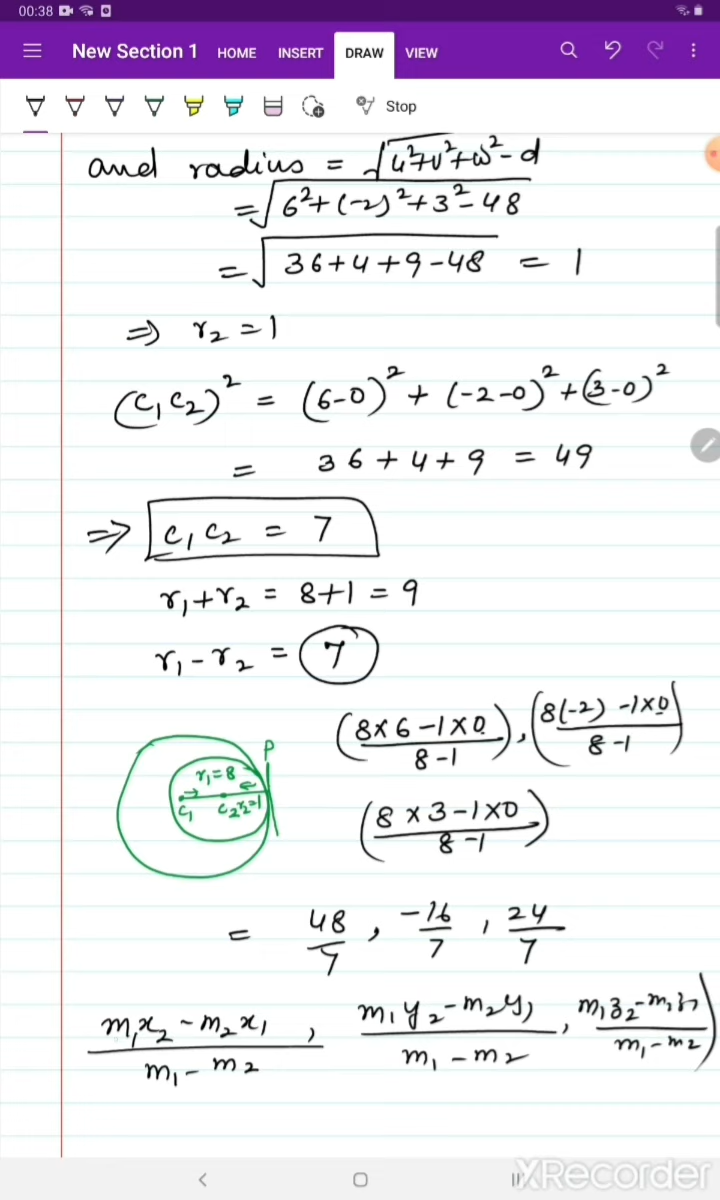 00:38
New Section 1 HOME INSERT DRAW VIEW
Stop
and radius = √u²+v²+w²-d
= √6²+(-2)²+3²-48
= √36+4+9-48 = 1
⇒ r₂ = 1
(C₁C₂)² = (6-0)² + (-2-0)² + (3-0)²
= 36+4+9 = 49
⇒ C₁C₂ = 7
r₁+r₂ = 8+1 = 9
r₁-r₂ = 7
(8×6-1×0/8-1), (8(-2)-1×0/8-1)
P
r₁=8
C₁ C₂ r₂=1
(8×3-1×0/8-1)
= 48/7, -16/7, 24/7
m₁x₂-m₂x₁/m₁-m₂, m₁y₂-m₂y₁/m₁-m₂, m₁z₂-m₂z₁/m₁-m₂)
XRecorder